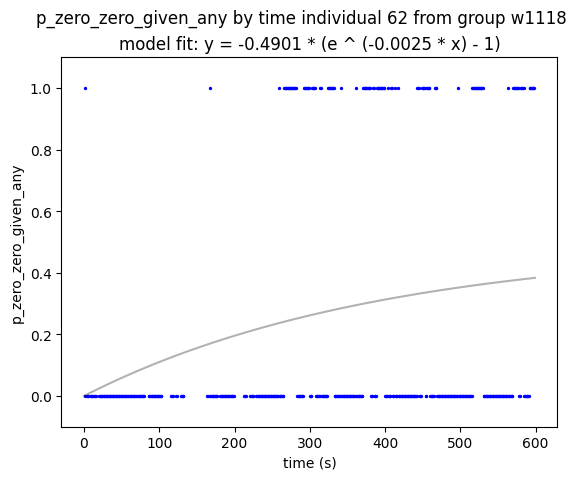 p_zero_zero_given_any by time individual 62 from group w1118
model fit: y = -0.4901 * (e ^ (-0.0025 * x) - 1)
p_zero_zero_given_any
1.0
0.8
0.6
0.4
0.2
0.0
0 100 200 300 400 500 600
time (s)